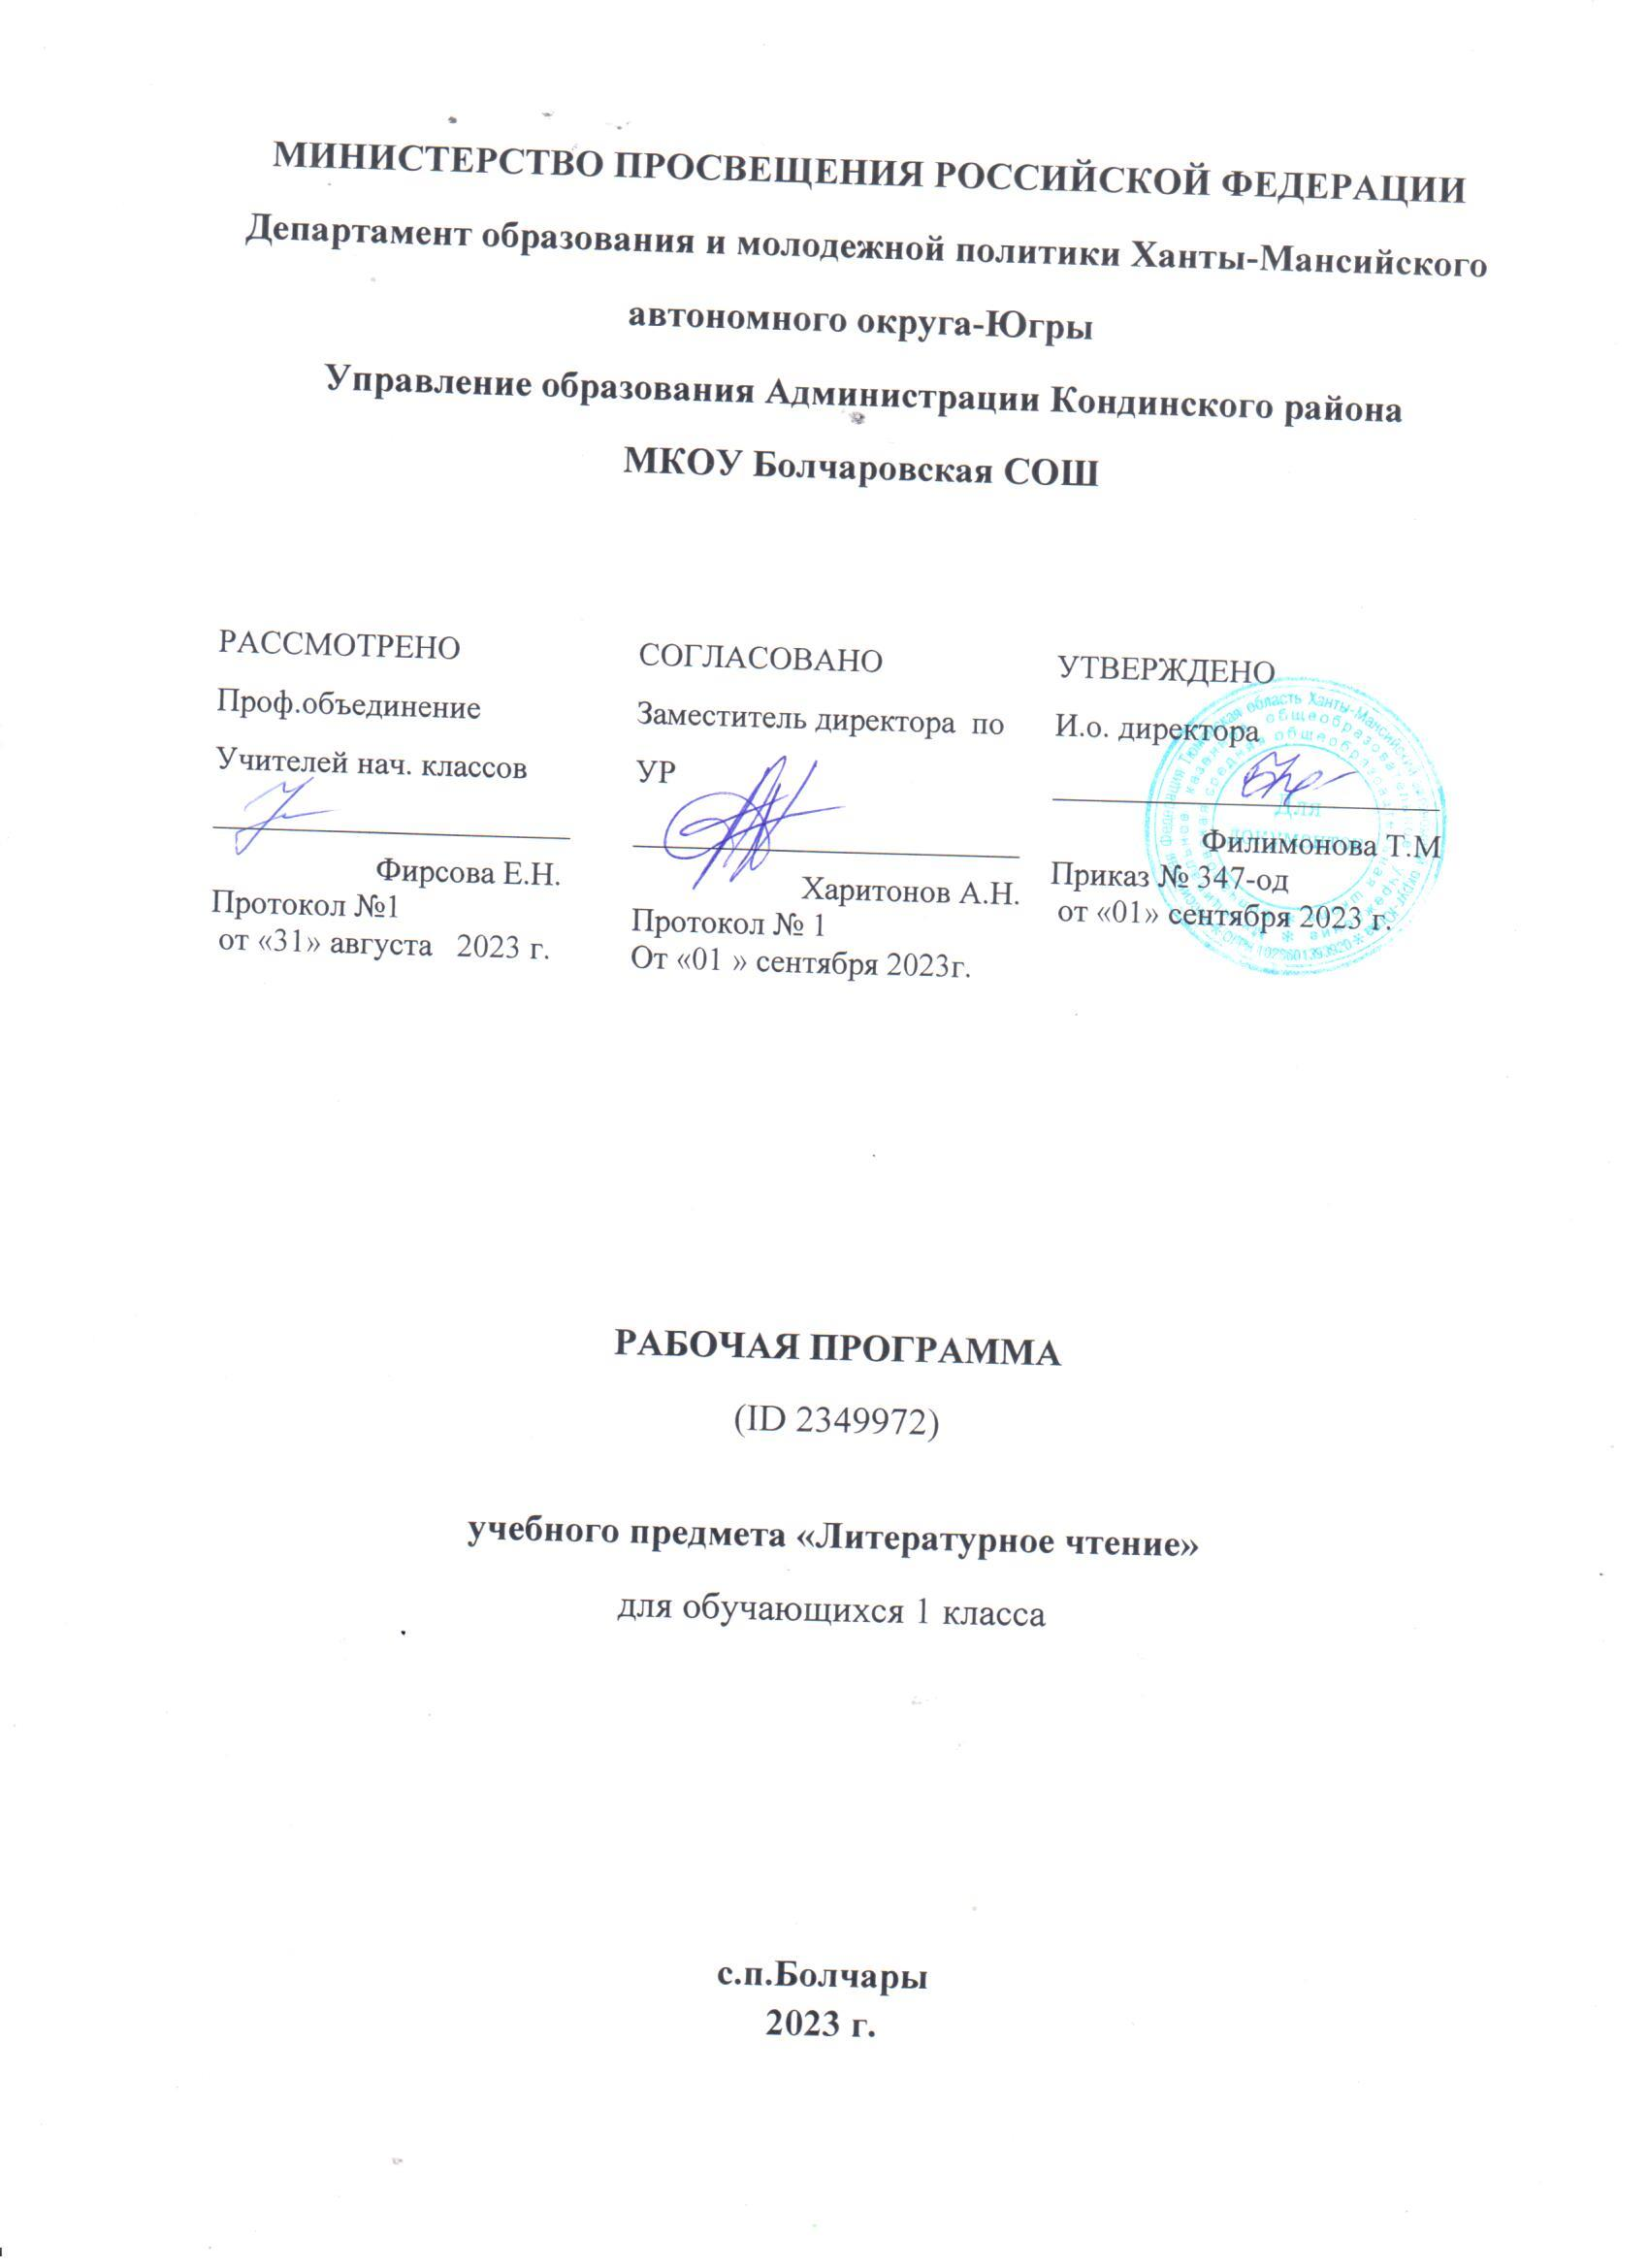 МИНИСТЕРСТВО ПРОСВЕЩЕНИЯ РОССИЙСКОЙ ФЕДЕРАЦИИ
Департамент образования и молодежной политики Ханты-Мансийского
автономного округа-Югры
Управление образования Администрации Кондинского района
МКОУ Болчаровская СОШ
РАССМОТРЕНО
Проф.объединение
Учителей нач. классов
Фирсова Е.Н.
Протокол №1
от «31» августа 2023 г.
СОГЛАСОВАНО
Заместитель директора по
УР
Харитонов А.Н.
Протокол № 1
От «01 » сентября 2023г.
УТВЕРЖДЕНО
И.о. директора
Филимонова Т.М
Приказ № 347-од
от «01» сентября 2023 г.
Для
документов
РАБОЧАЯ ПРОГРАММА
(ID 2349972)
учебного предмета «Литературное чтение»
для обучающихся 1 класса
с.п.Болчары
2023 г.